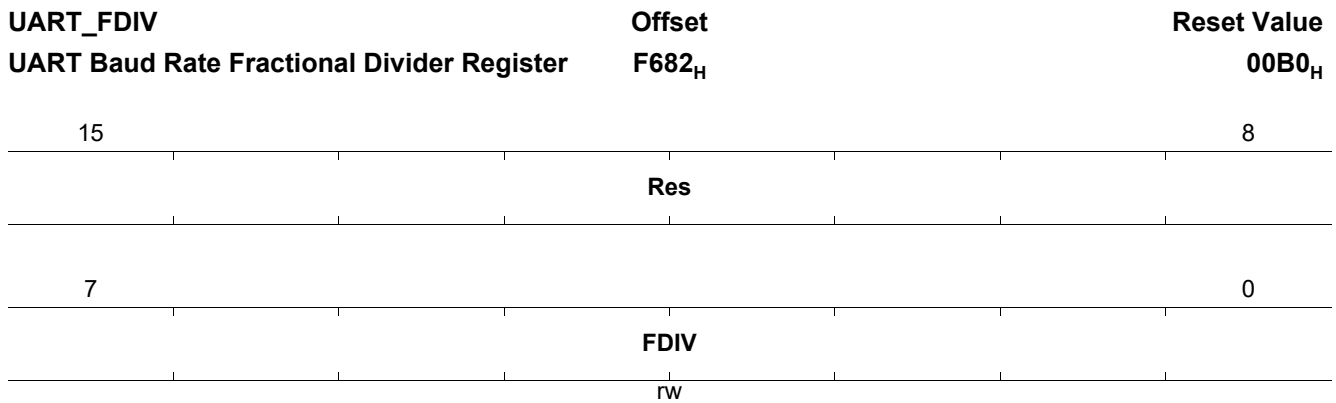 UART_FDIV Offset Reset Value
UART Baud Rate Fractional Divider Register F682H 00B0H
15 8
Res
7 0
FDIV
rw